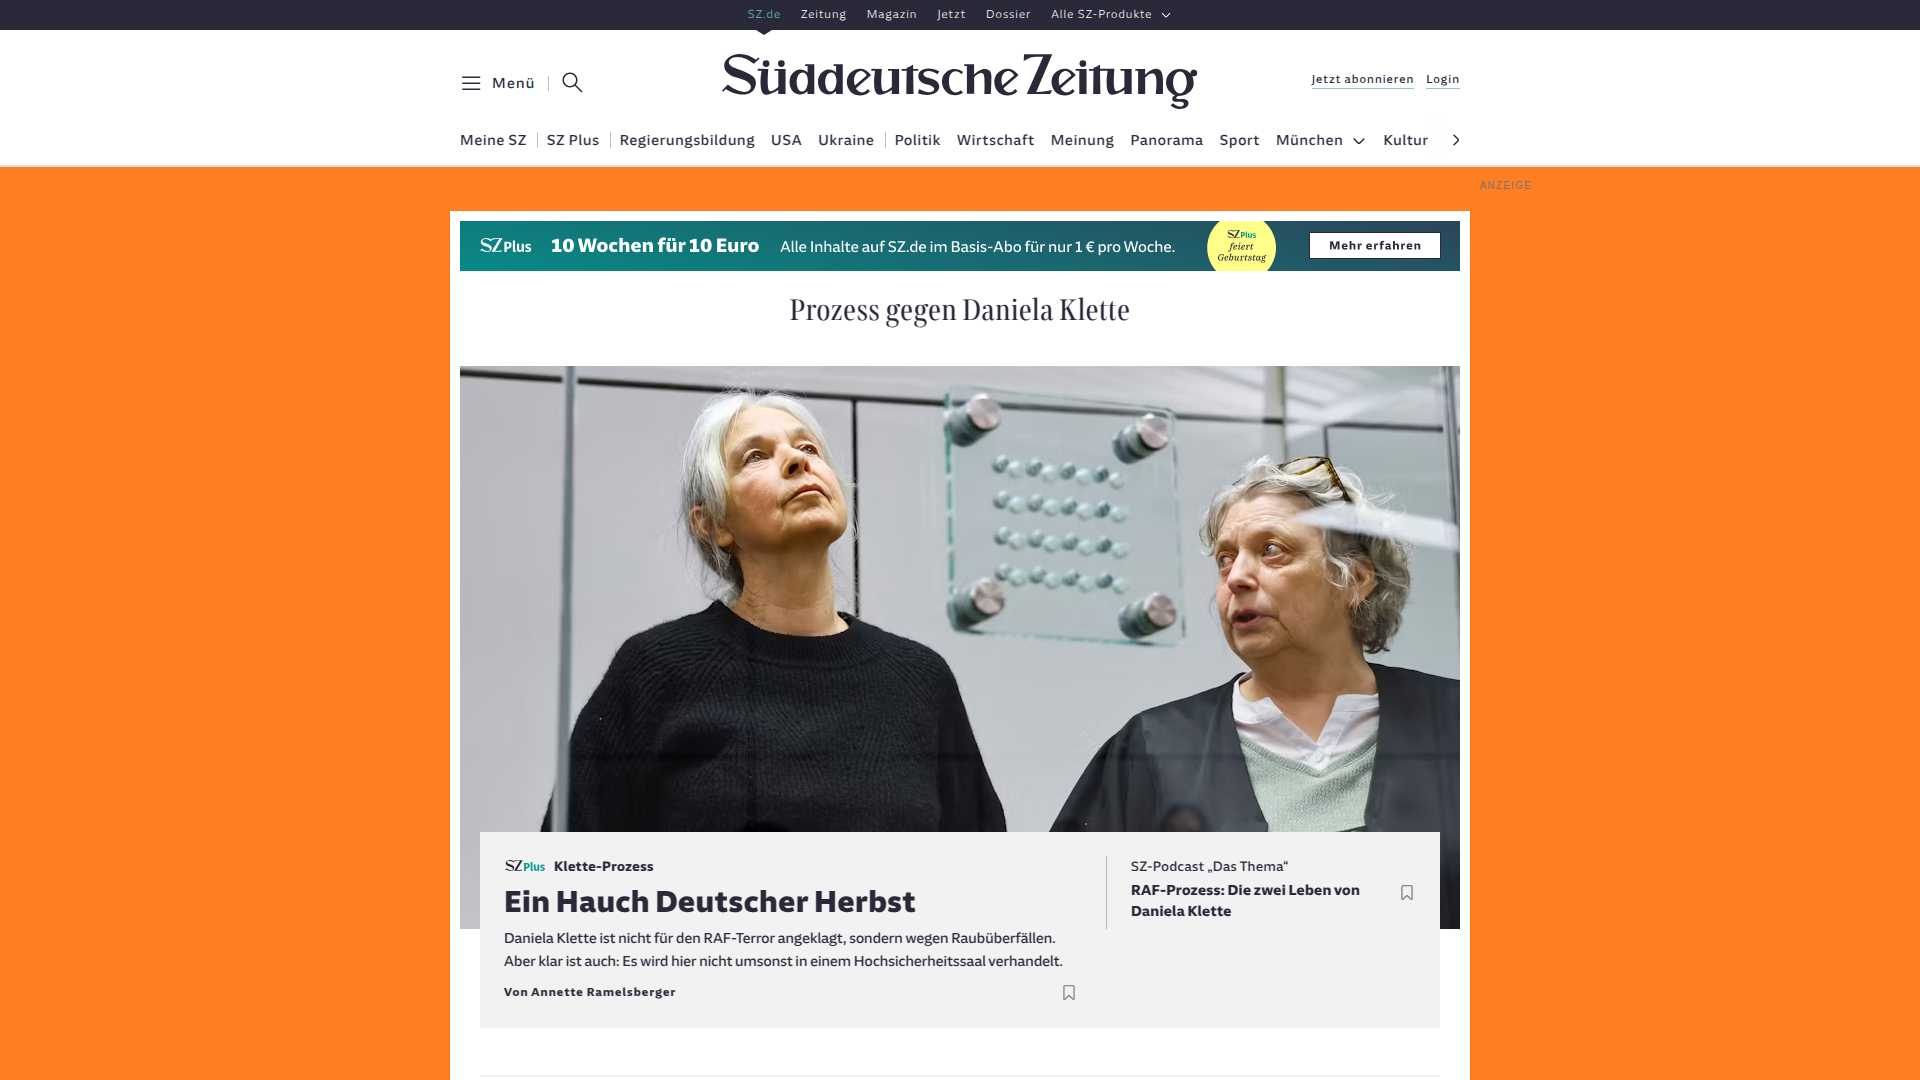 SZ.de Zeitung Magazin Jetzt Dossier Alle SZ-Produkte
Menü
Süddeutsche Zeitung
Jetzt abonnieren Login
Meine SZ SZ Plus Regierungsbildung USA Ukraine Politik Wirtschaft Meinung Panorama Sport München Kultur
ANZEIGE
SZ Plus 10 Wochen für 10 Euro Alle Inhalte auf SZ.de im Basis-Abo für nur 1 € pro Woche.
SZ Plus
feiert
Geburtstag
Mehr erfahren
Prozess gegen Daniela Klette
SZ Plus Klette-Prozess
Ein Hauch Deutscher Herbst
Daniela Klette ist nicht für den RAF-Terror angeklagt, sondern wegen Raubüberfällen.
Aber klar ist auch: Es wird hier nicht umsonst in einem Hochsicherheitssaal verhandelt.
Von Annette Ramelsberger
SZ-Podcast „Das Thema“
RAF-Prozess: Die zwei Leben von
Daniela Klette